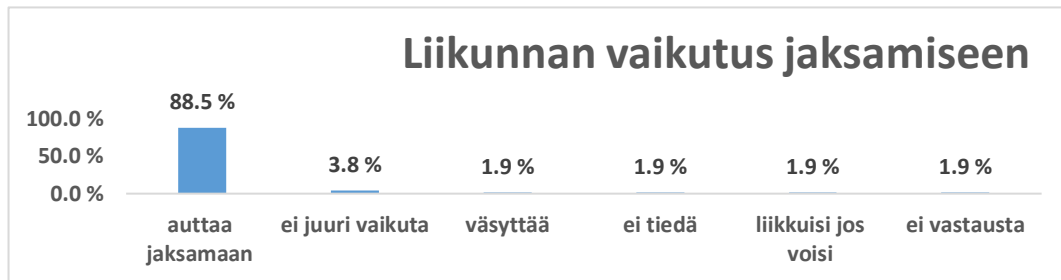 Liikunnan vaikutus jaksamiseen
88.5 %
3.8 %
1.9 %
1.9 %
1.9 %
1.9 %
100.0 %
50.0 %
0.0 %
auttaa
jaksamaan
ei juuri vaikuta
väsyttää
ei tiedä
liikkuisi jos
voisi
ei vastausta